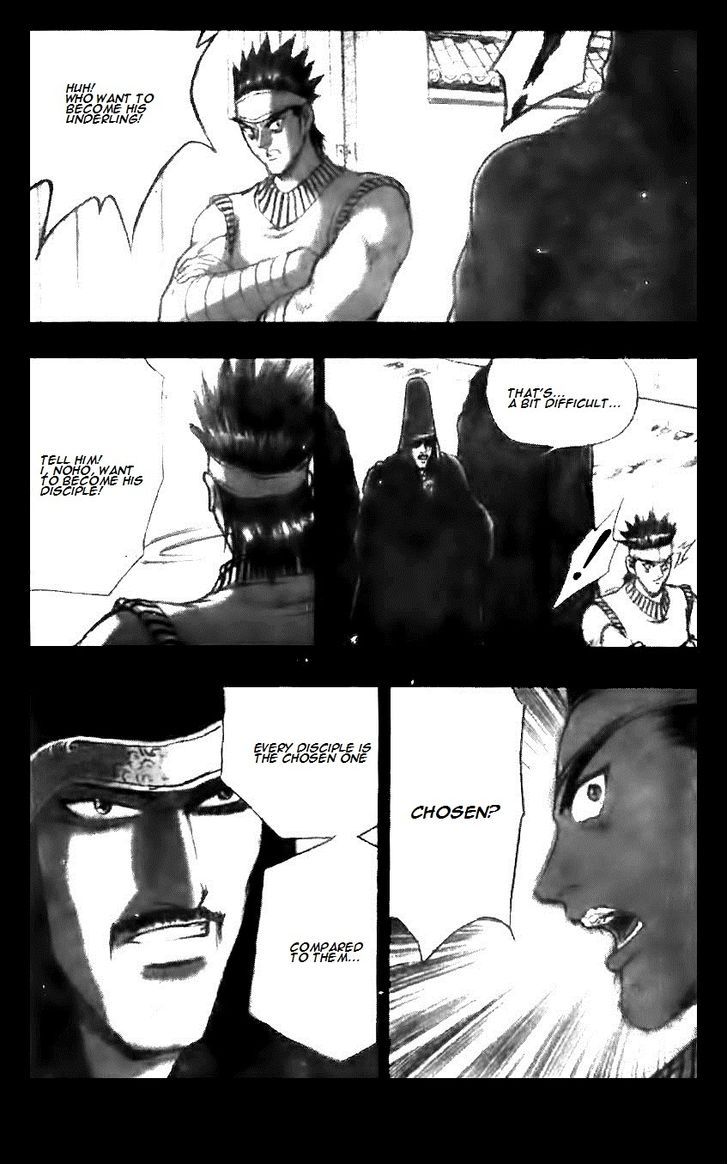 HUH!
WHO WANT TO
BECOME HIS
UNDERLING!
!
THAT'S...
A BIT DIFFICULT...
!
TELL HIM!
I, NOHO, WANT
TO BECOME HIS
DISCIPLE!
CHOSEN?
EVERY DISCIPLE IS
THE CHOSEN ONE
COMPARED
TO THEM...